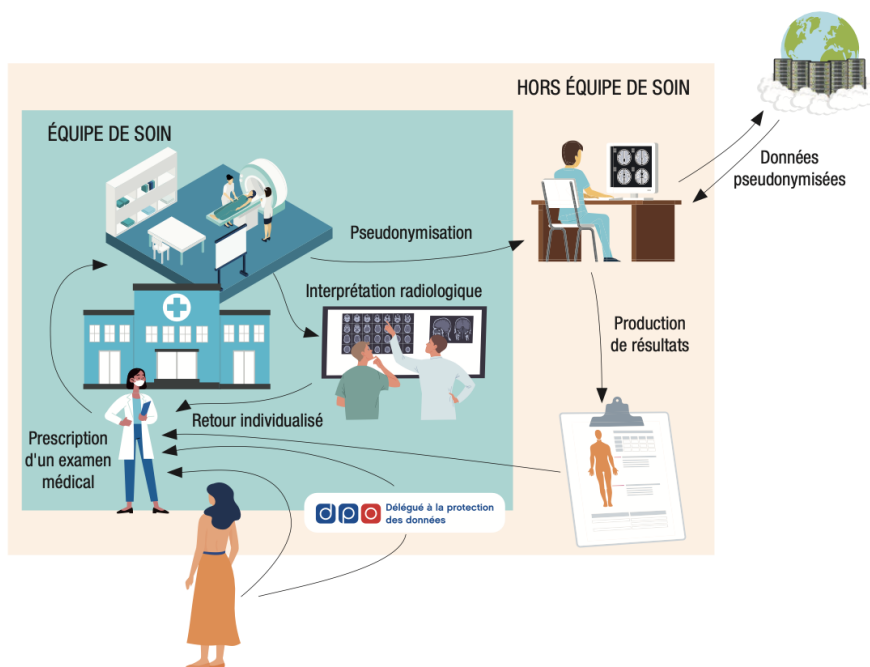 HORS ÉQUIPE DE SOIN
ÉQUIPE DE SOIN
Données
pseudonymisées
Pseudonymisation
Interprétation radiologique
Production
de résultats
Retour individualisé
Prescription
d'un examen
médical
dpo Délégué à la protection
des données